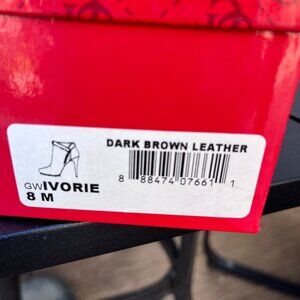 DARK BROWN LEATHER
GWIVORIE
8 M
8 88474 07661 1